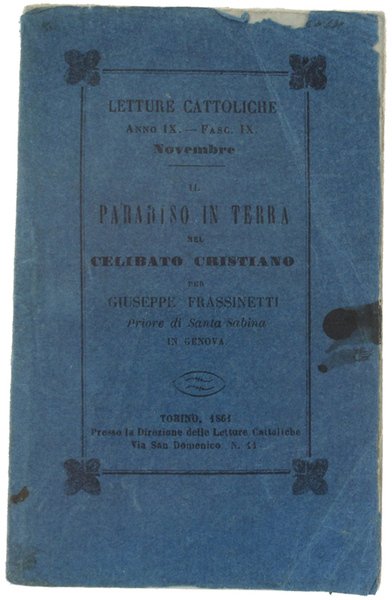 LETTURE CATTOLICHE
ANNO IX. — FASC. IX.
Novembre
IL
PARADISO IN TERRA
NEL
CELIBATO CRISTIANO
PER
GIUSEPPE FRASSINETTI
Priore di Santa Sabina
IN GENOVA
TORINO, 1861
Presso la Direzione delle Letture Cattoliche
Via San Domenico N. 11